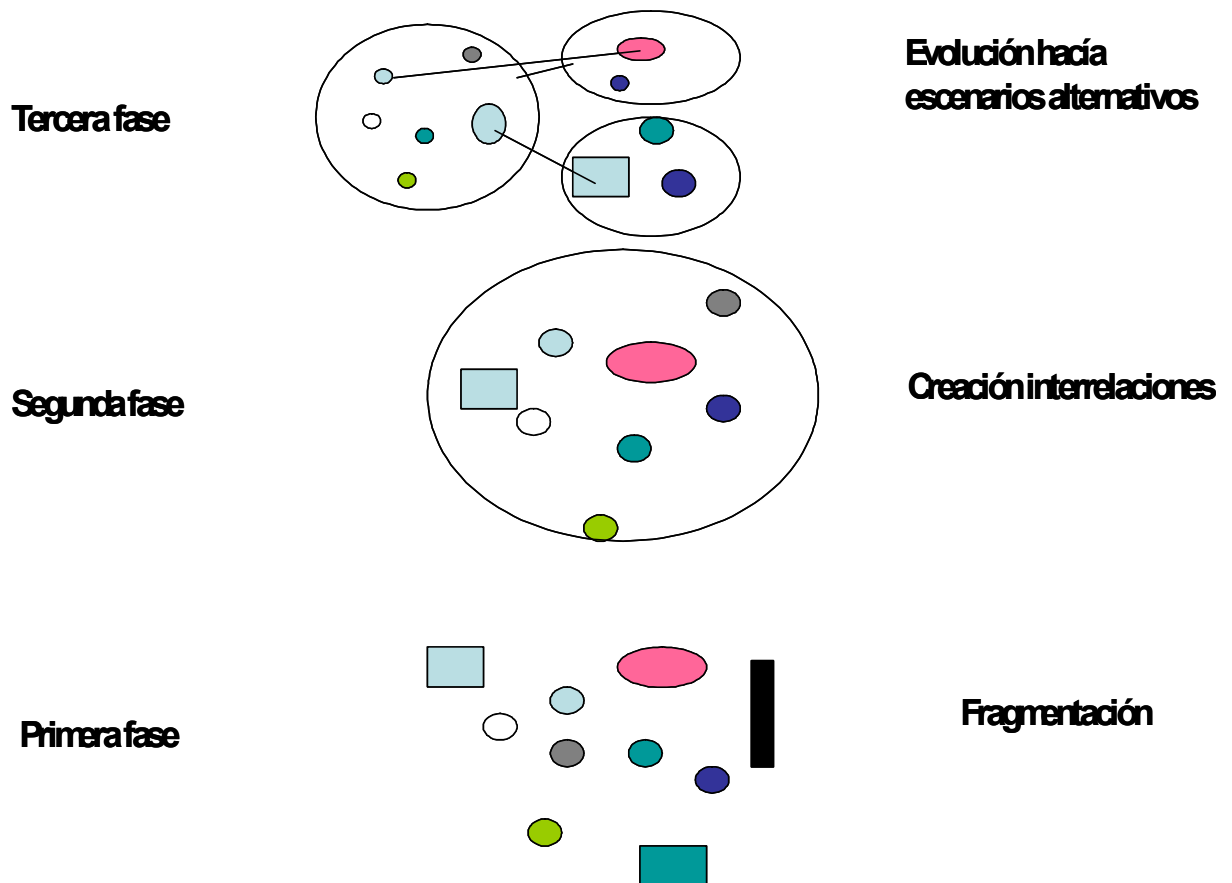 Tercera fase
Evolución hacía
escenarios alternativos
Segunda fase
Creación interrelaciones
Primera fase
Fragmentación